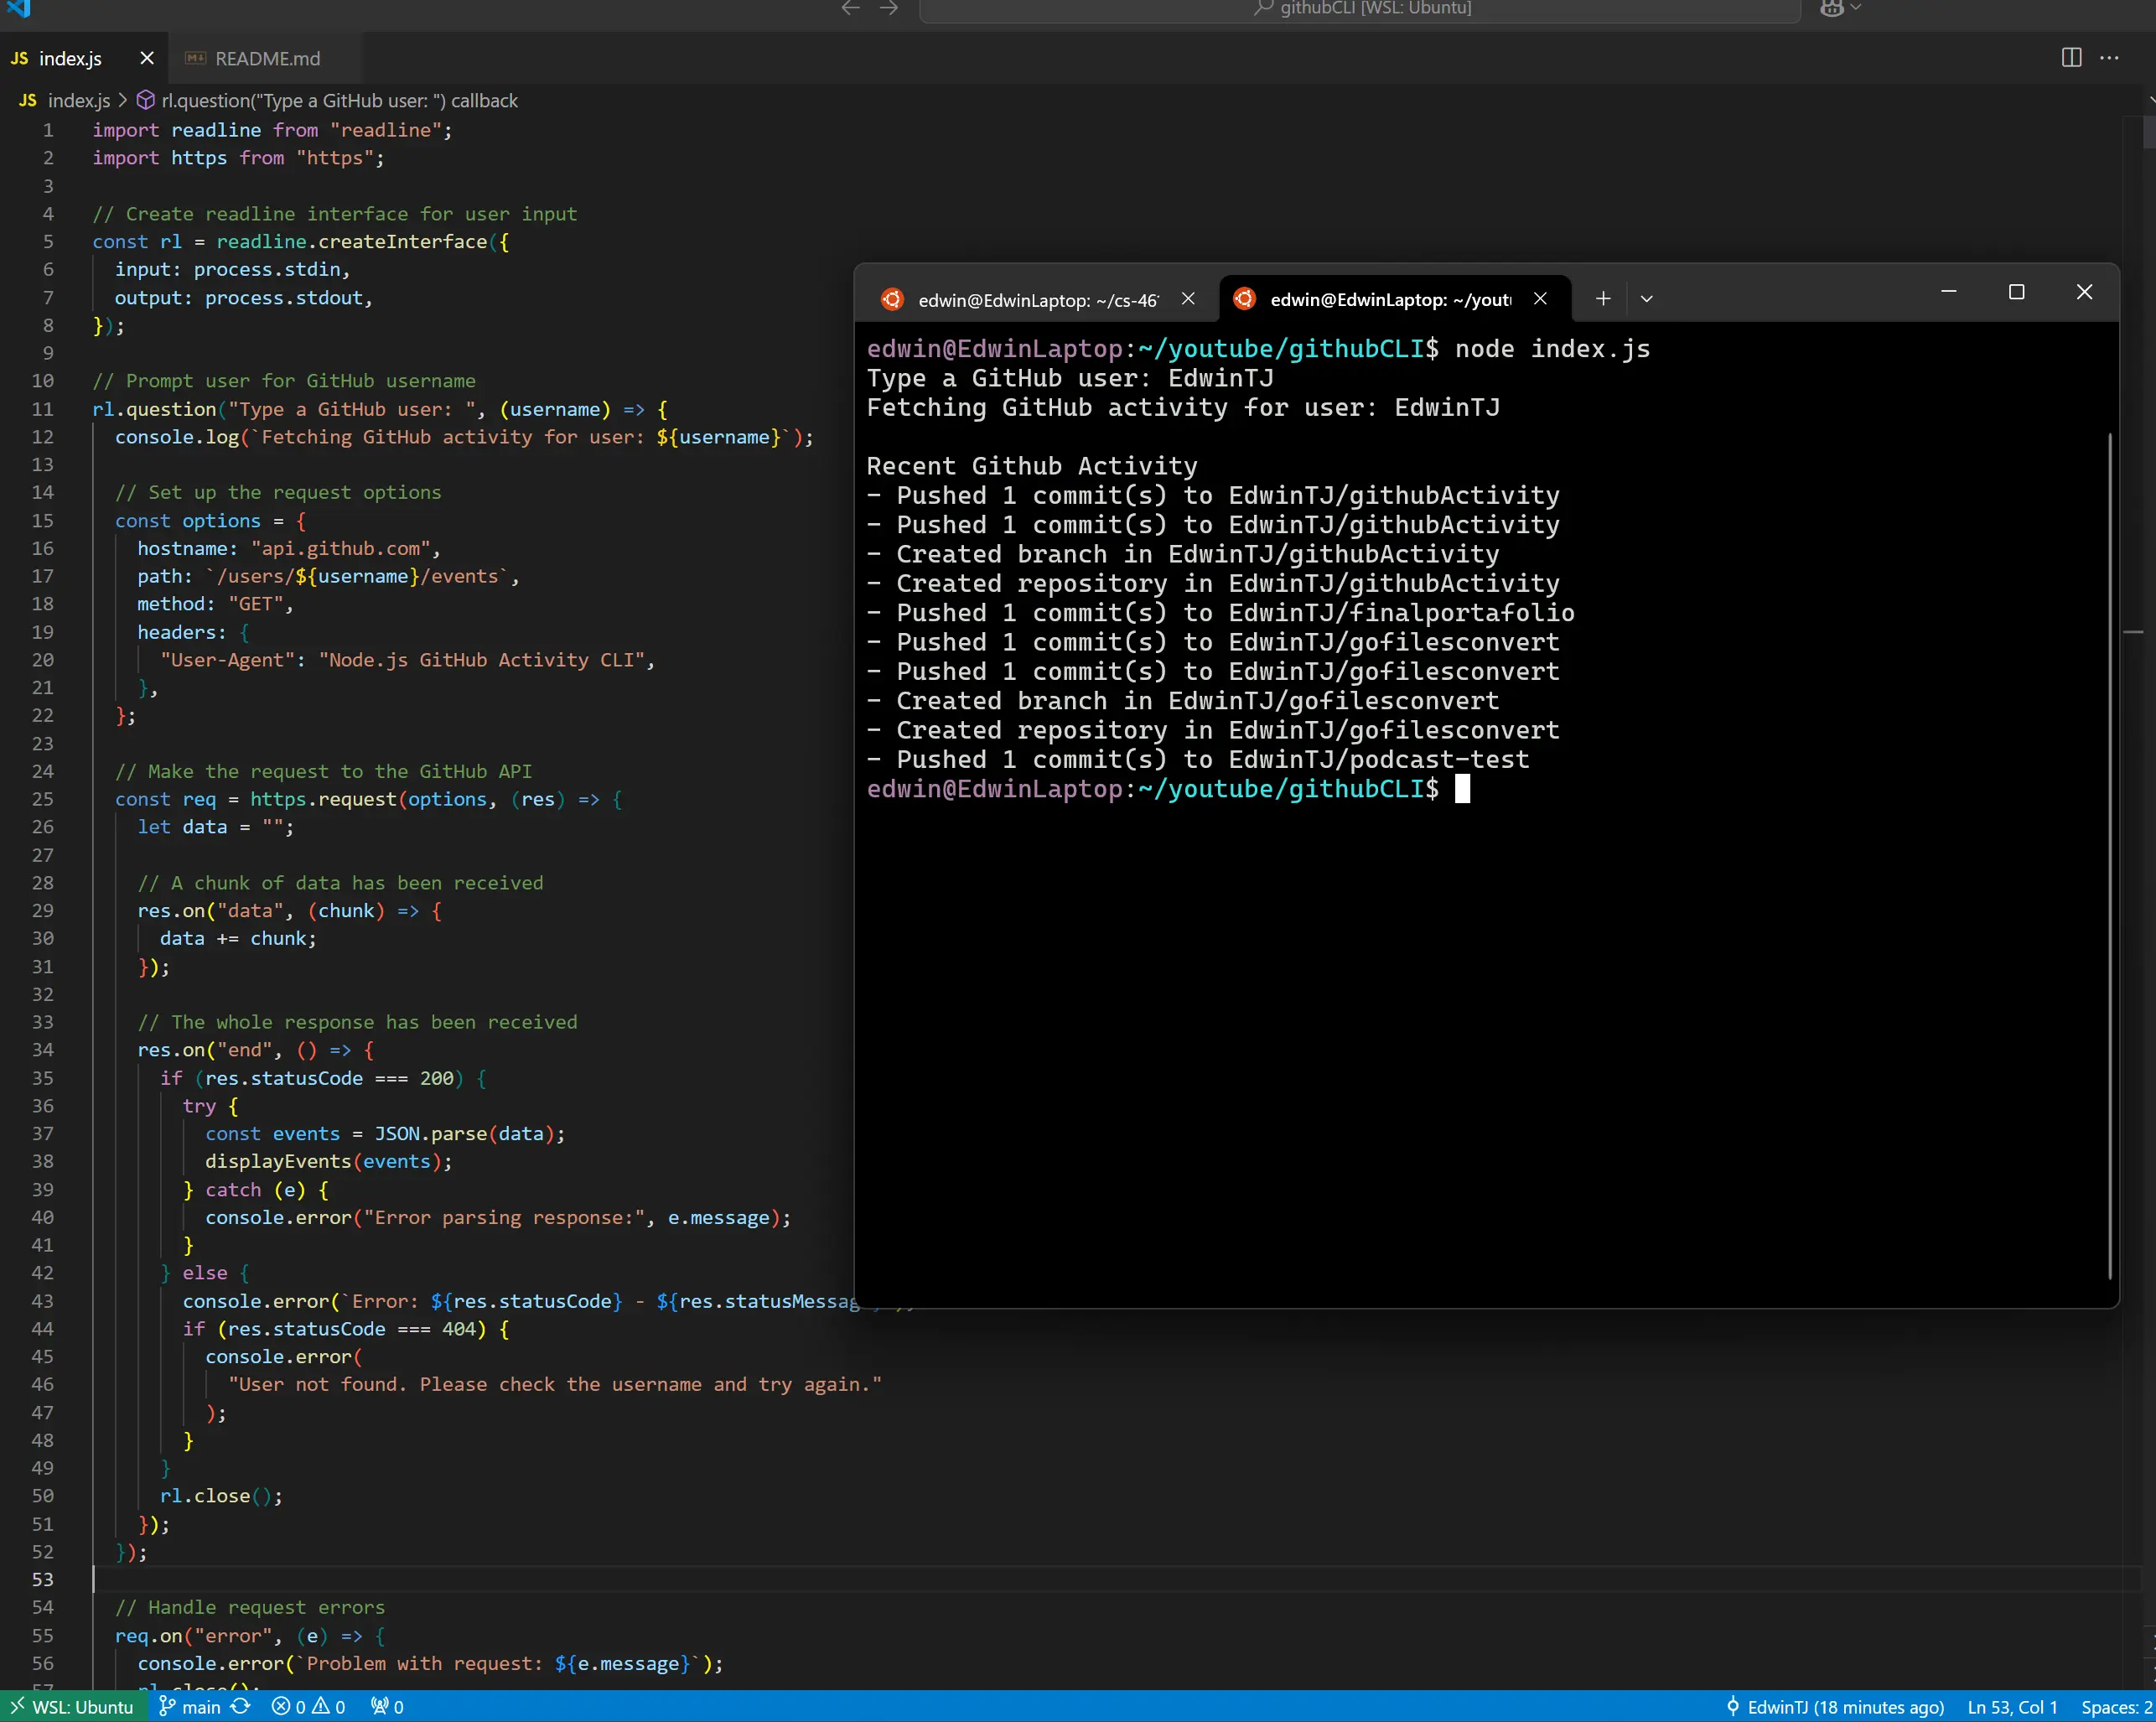 githubCLI [WSL: Ubuntu]
JS index.js
README.md
JS index.js > rl.question("Type a GitHub user: ") callback
1 import readline from "readline";
2 import https from "https";
3
4 // Create readline interface for user input
5 const rl = readline.createInterface({
6 input: process.stdin,
7 output: process.stdout,
8 });
9
10 // Prompt user for GitHub username
11 rl.question("Type a GitHub user: ", (username) => {
12 console.log(`Fetching GitHub activity for user: ${username}`);
13
14 // Set up the request options
15 const options = {
16 hostname: "api.github.com",
17 path: `/users/${username}/events`,
18 method: "GET",
19 headers: {
20 "User-Agent": "Node.js GitHub Activity CLI",
21 },
22 };
23
24 // Make the request to the GitHub API
25 const req = https.request(options, (res) => {
26 let data = "";
27
28 // A chunk of data has been received
29 res.on("data", (chunk) => {
30 data += chunk;
31 });
32
33 // The whole response has been received
34 res.on("end", () => {
35 if (res.statusCode === 200) {
36 try {
37 const events = JSON.parse(data);
38 displayEvents(events);
39 } catch (e) {
40 console.error("Error parsing response:", e.message);
41 }
42 } else {
43 console.error(`Error: ${res.statusCode} - ${res.statusMessag
44 if (res.statusCode === 404) {
45 console.error(
46 "User not found. Please check the username and try again."
47 );
48 }
49 }
50 rl.close();
51 });
52 });
53
54 // Handle request errors
55 req.on("error", (e) => {
56 console.error(`Problem with request: ${e.message}`);
57 rl.close();
edwin@EdwinLaptop: ~/cs-46
edwin@EdwinLaptop: ~/yout
edwin@EdwinLaptop:~/youtube/githubCLI$ node index.js
Type a GitHub user: EdwinTJ
Fetching GitHub activity for user: EdwinTJ
Recent Github Activity
- Pushed 1 commit(s) to EdwinTJ/githubActivity
- Pushed 1 commit(s) to EdwinTJ/githubActivity
- Created branch in EdwinTJ/githubActivity
- Created repository in EdwinTJ/githubActivity
- Pushed 1 commit(s) to EdwinTJ/finalportafolio
- Pushed 1 commit(s) to EdwinTJ/gofilesconvert
- Pushed 1 commit(s) to EdwinTJ/gofilesconvert
- Created branch in EdwinTJ/gofilesconvert
- Created repository in EdwinTJ/gofilesconvert
- Pushed 1 commit(s) to EdwinTJ/podcast-test
edwin@EdwinLaptop:~/youtube/githubCLI$
WSL: Ubuntu main 0 0 0 EdwinTJ (18 minutes ago) Ln 53, Col 1 Spaces: 2